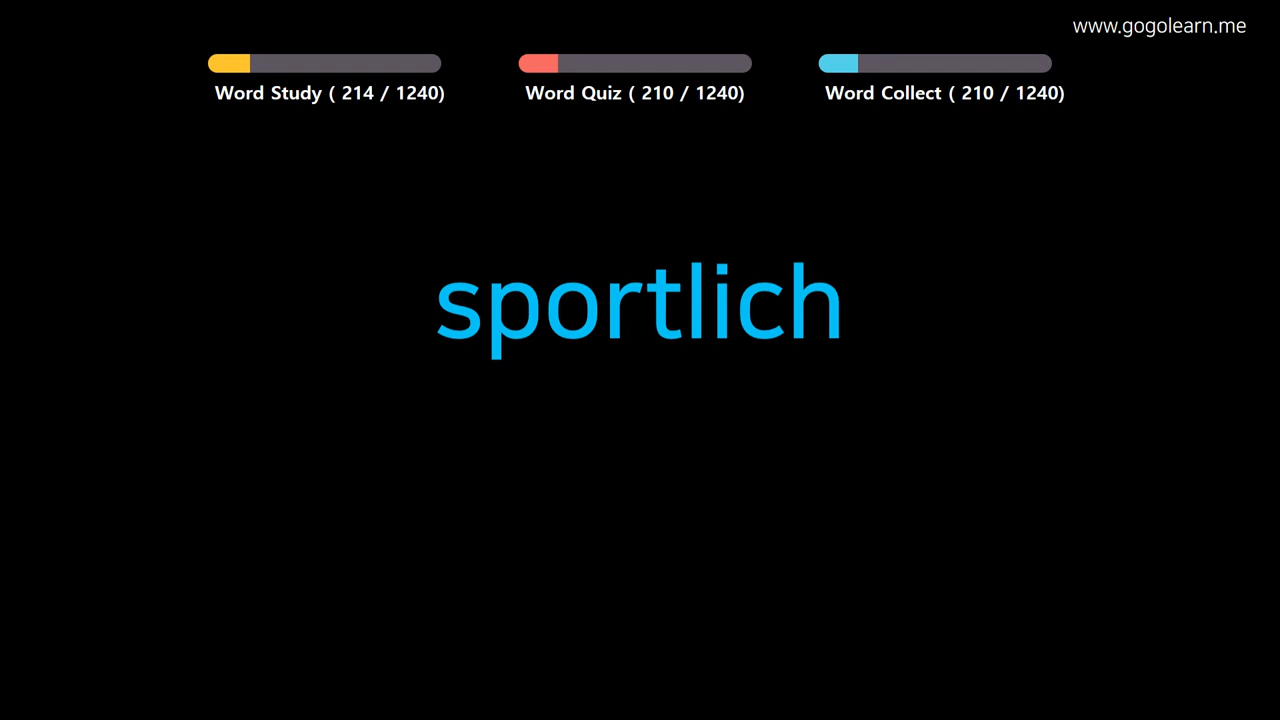 www.gogolearn.me
Word Study ( 214 / 1240)
Word Quiz ( 210 / 1240)
Word Collect ( 210 / 1240)
sportlich